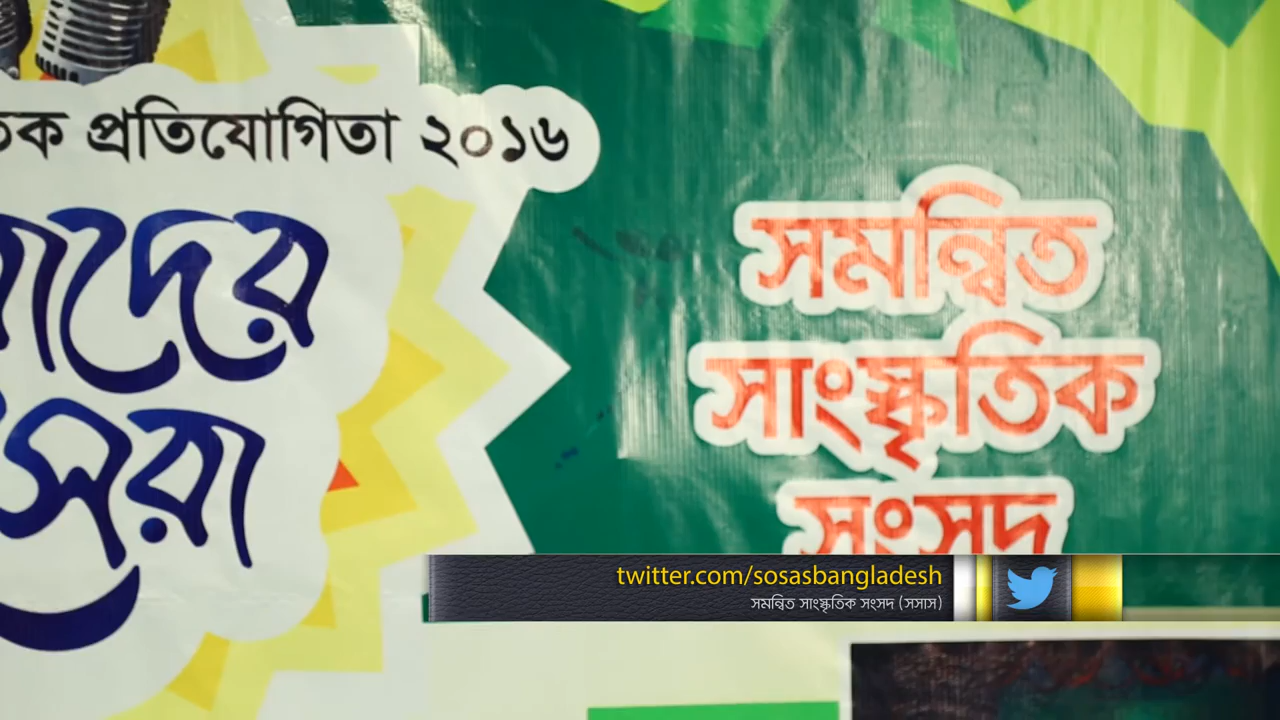 প্রতিযোগিতা ২০১৬
সেরা
সমন্বিত
সাংস্কৃতিক
সংসদ
twitter.com/sosasbangladesh
সমন্বিত সাংস্কৃতিক সংসদ (সসাস)